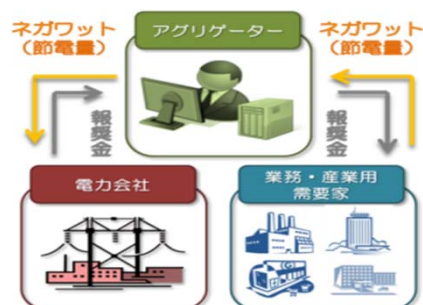 ネガワット
（節電量）
アグリゲーター
ネガワット
（節電量）
報奨金
報奨金
電力会社
業務・産業用
需要家